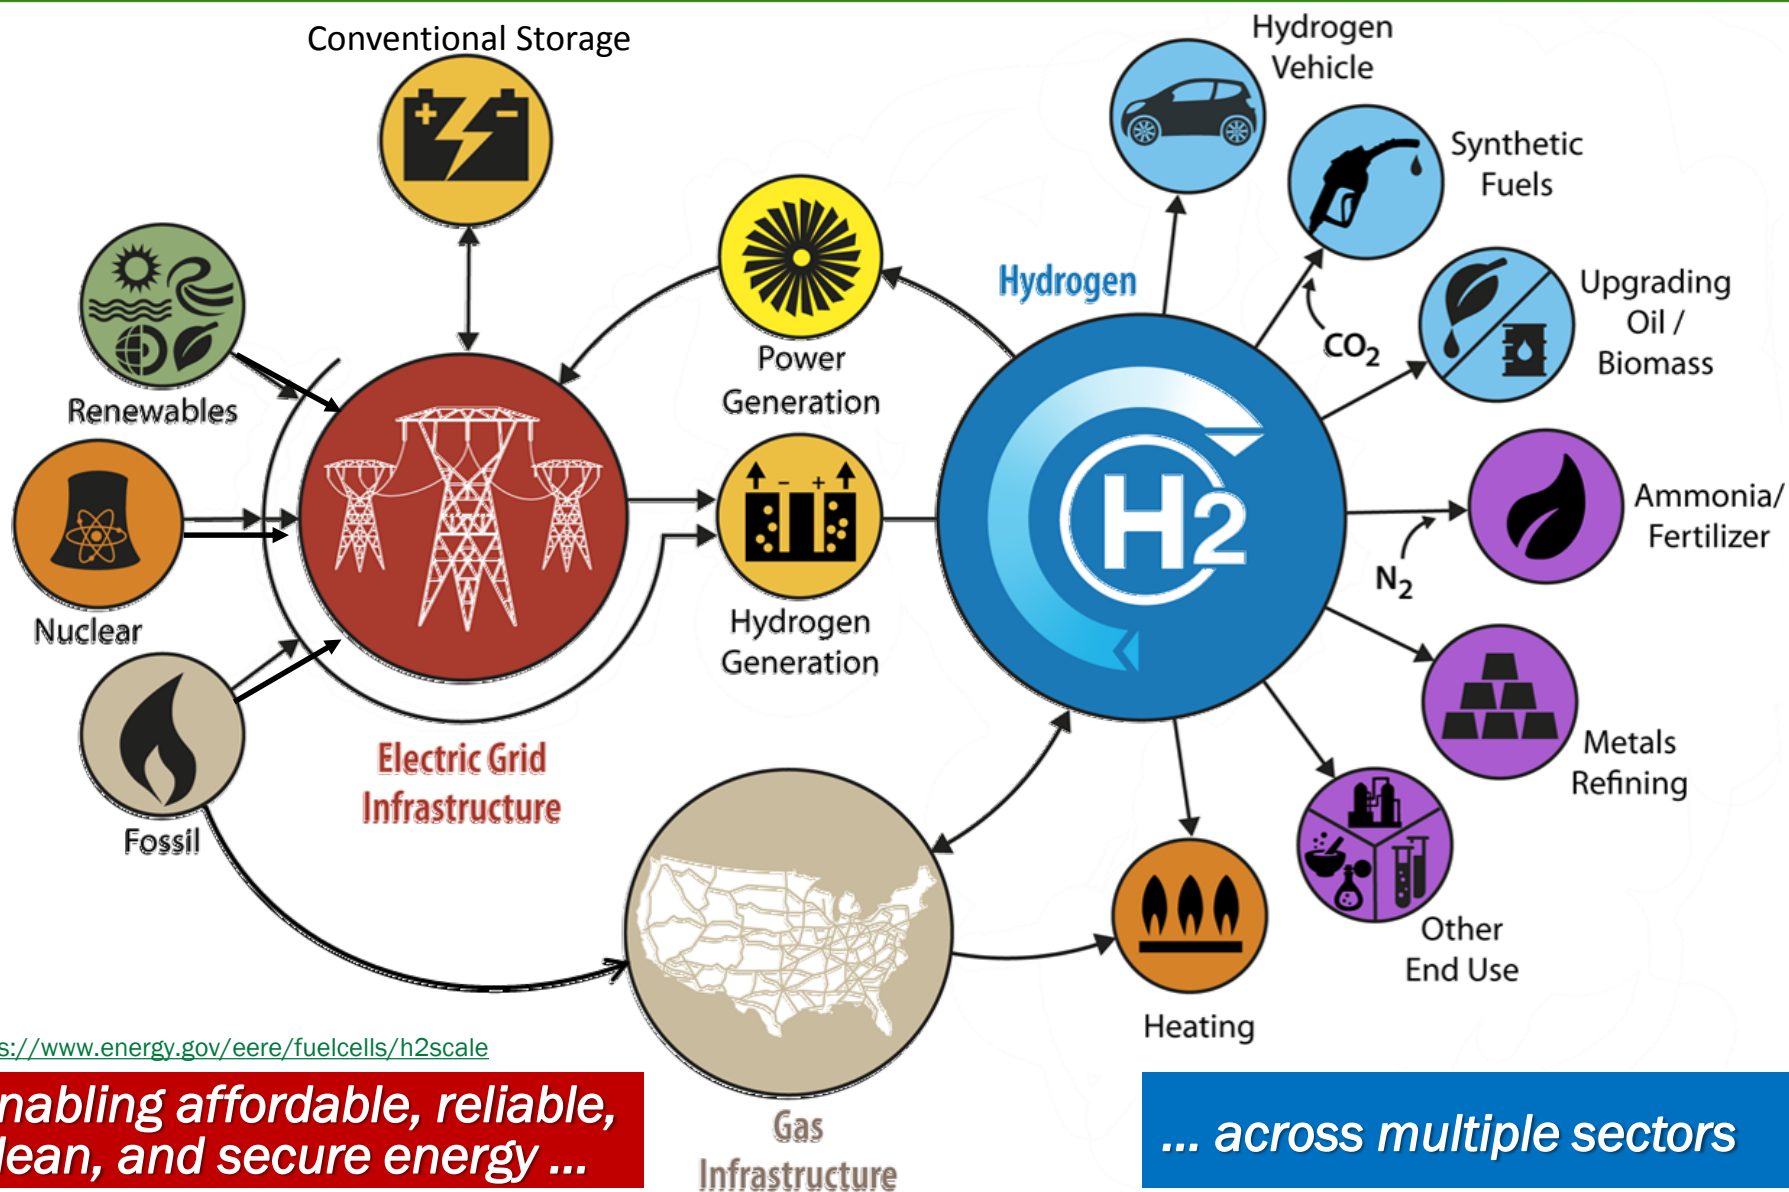 Conventional Storage
Hydrogen
Vehicle
Synthetic
Fuels
Upgrading
Oil /
Biomass
CO2
Hydrogen
H2
Power
Generation
Renewables
Nuclear
Fossil
Electric Grid
Infrastructure
- +
+ -
Hydrogen
Generation
Ammonia/
Fertilizer
N2
Metals
Refining
Other
End Use
Heating
Gas
Infrastructure
s://www.energy.gov/eere/fuelcells/h2scale
nabling affordable, reliable,
lean, and secure energy ...
... across multiple sectors